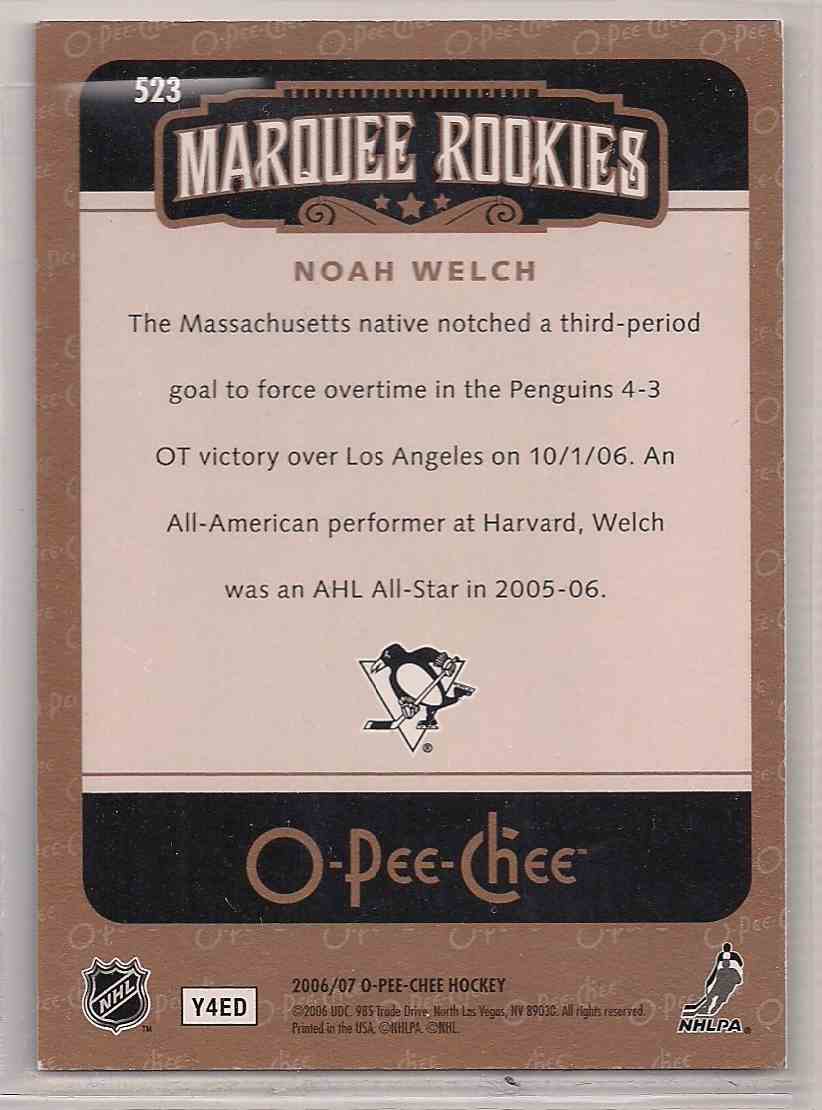 523
MARQUEE ROOKIES
NOAH WELCH
The Massachusetts native notched a third-period
goal to force overtime in the Penguins 4-3
OT victory over Los Angeles on 10/1/06. An
All-American performer at Harvard, Welch
was an AHL All-Star in 2005-06.
®
O-PEE-CHEE™
NHL ™
Y4ED
2006/07 O-PEE-CHEE HOCKEY
©2006 UDC. 985 Trade Drive, North Las Vegas, NV 89030. All rights reserved.
Printed in the USA. ©NHLPA. ©NHL.
NHLPA®